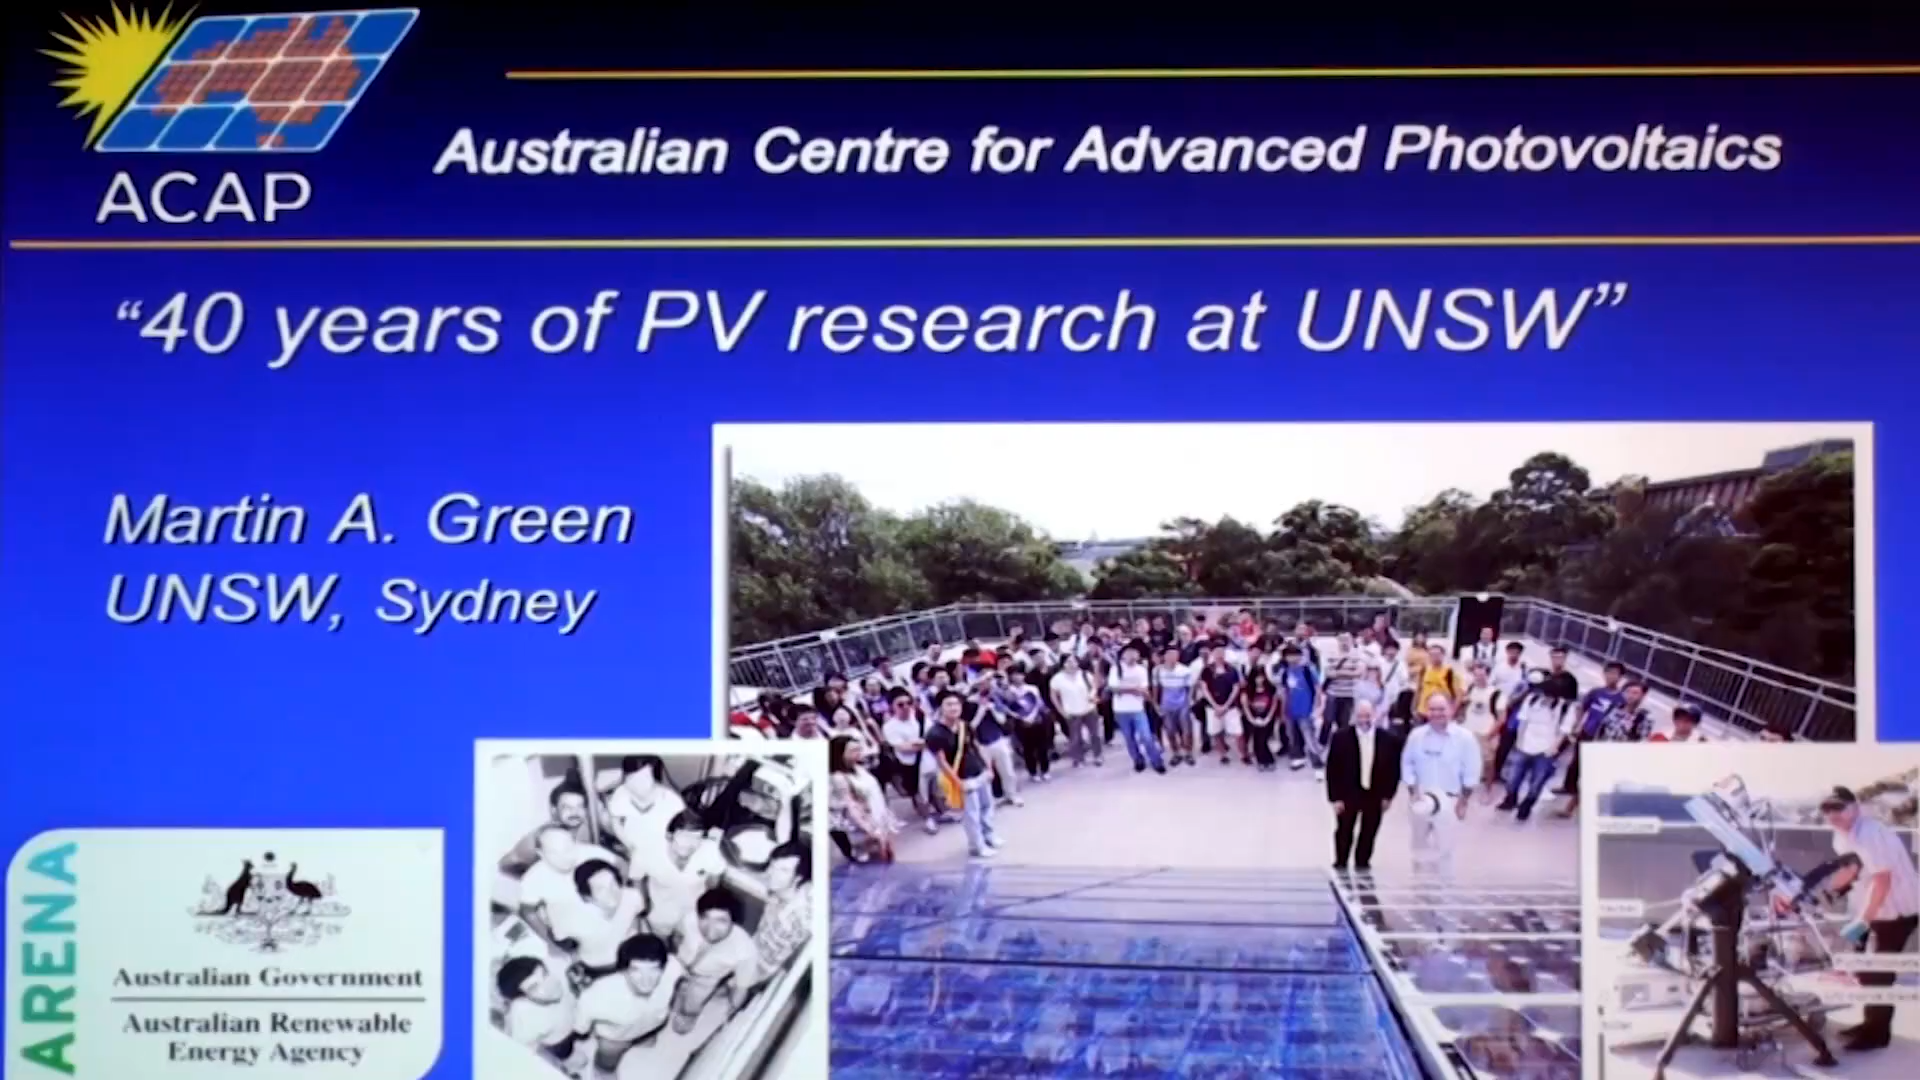 ACAP
Australian Centre for Advanced Photovoltaics
“40 years of PV research at UNSW”
Martin A. Green
UNSW, Sydney
ARENA
Australian Government
Australian Renewable
Energy Agency